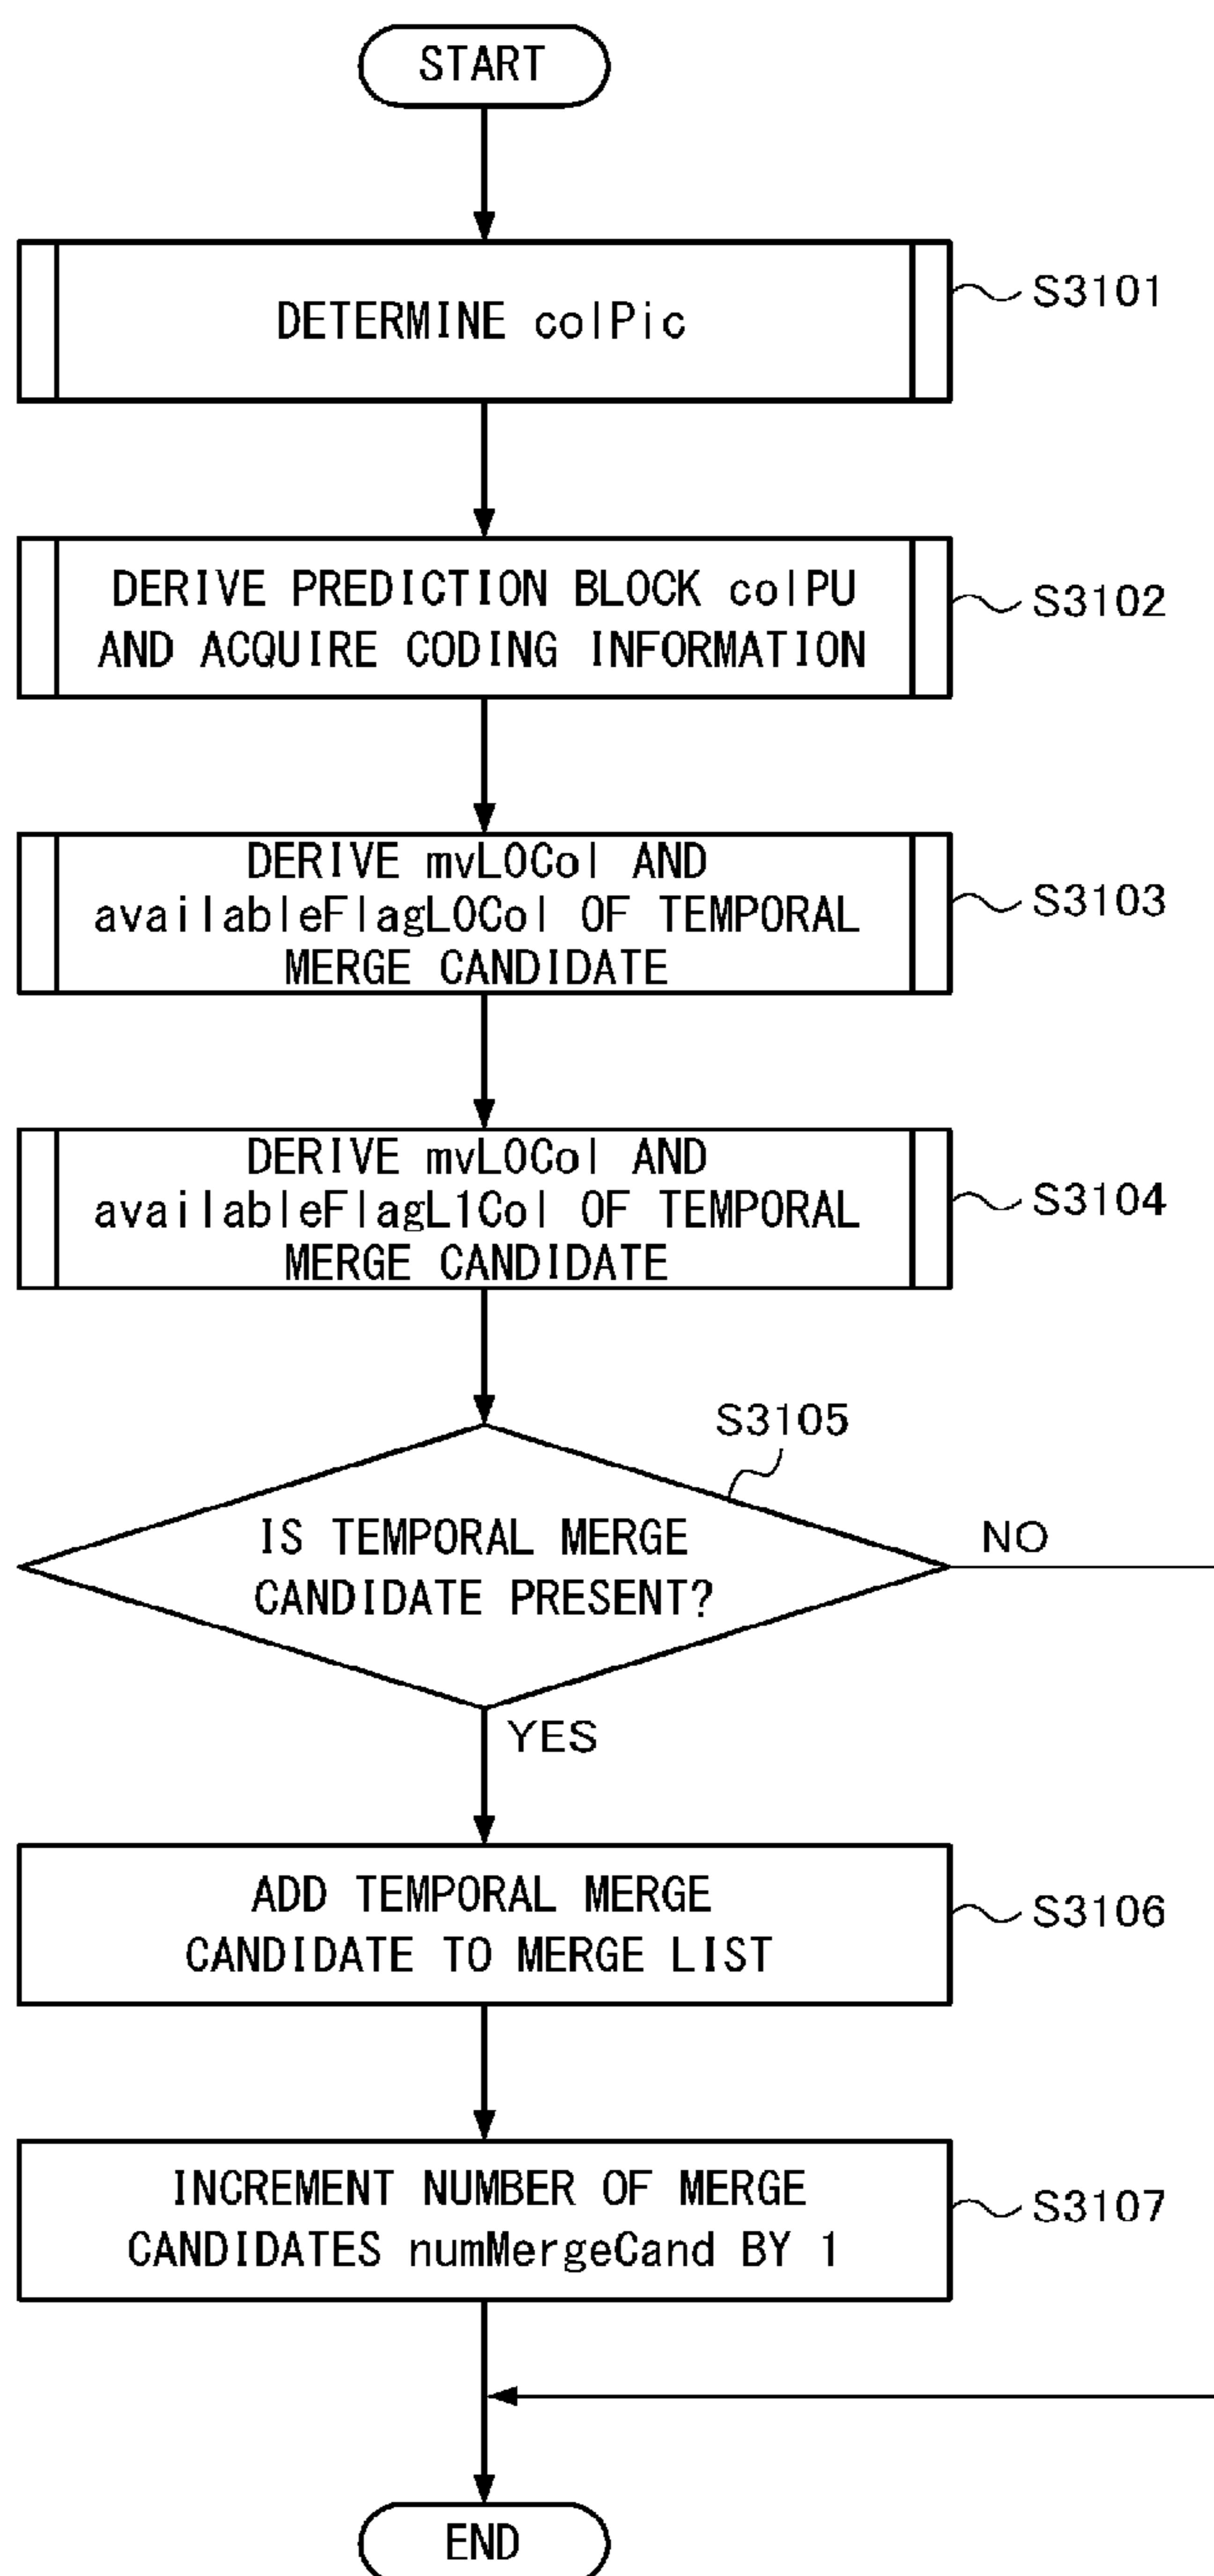 START
DETERMINE colPic
S3101
DERIVE PREDICTION BLOCK colPU
AND ACQUIRE CODING INFORMATION
S3102
DERIVE mvL0Col AND
availableFlagL0Col OF TEMPORAL
MERGE CANDIDATE
S3103
DERIVE mvL0Col AND
availableFlagL1Col OF TEMPORAL
MERGE CANDIDATE
S3104
S3105
IS TEMPORAL MERGE
CANDIDATE PRESENT?
NO
YES
ADD TEMPORAL MERGE
CANDIDATE TO MERGE LIST
S3106
INCREMENT NUMBER OF MERGE
CANDIDATES numMergeCand BY 1
S3107
END